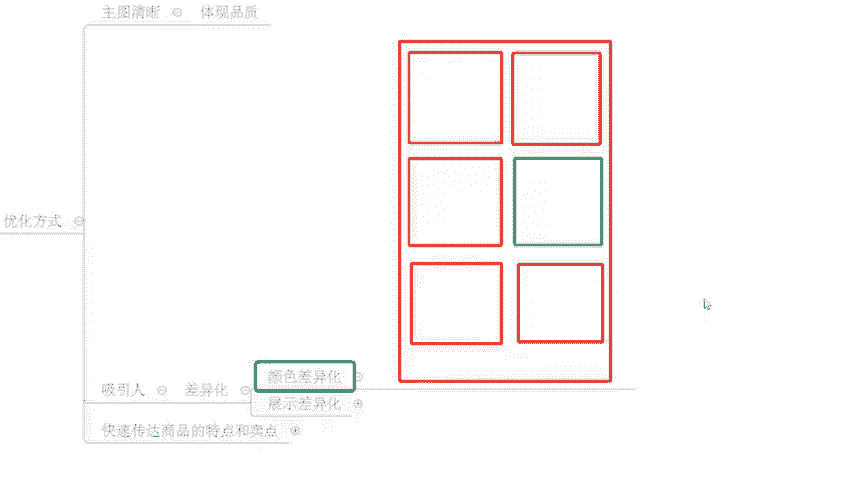 主图清晰 体现品质
优化方式
吸引人 差异化 颜色差异化
展示差异化
快速传达商品的特点和卖点